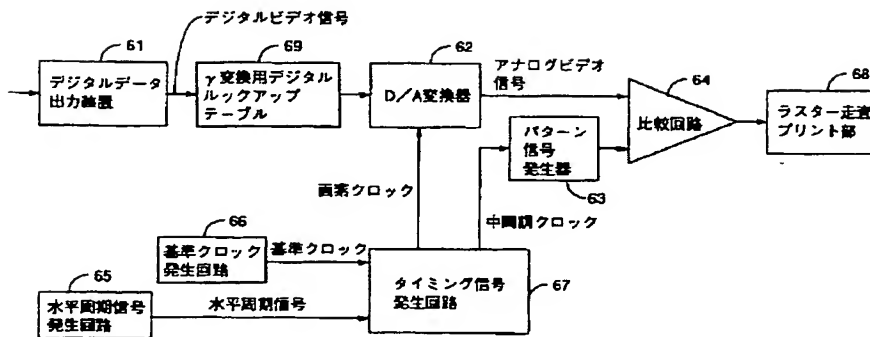 デジタルビデオ信号
61
69
62
アナログビデオ
信号
64
68
デジタルデータ
出力装置
γ変換用デジタル
ルックアップ
テーブル
D/A変換器
比較回路
ラスター走査
プリント部
パターン
信号
発生器
63
画素クロック
中間調クロック
66
基準クロック
発生回路
基準クロック
65
水平周期信号
発生回路
水平周期信号
タイミング信号
発生回路
67